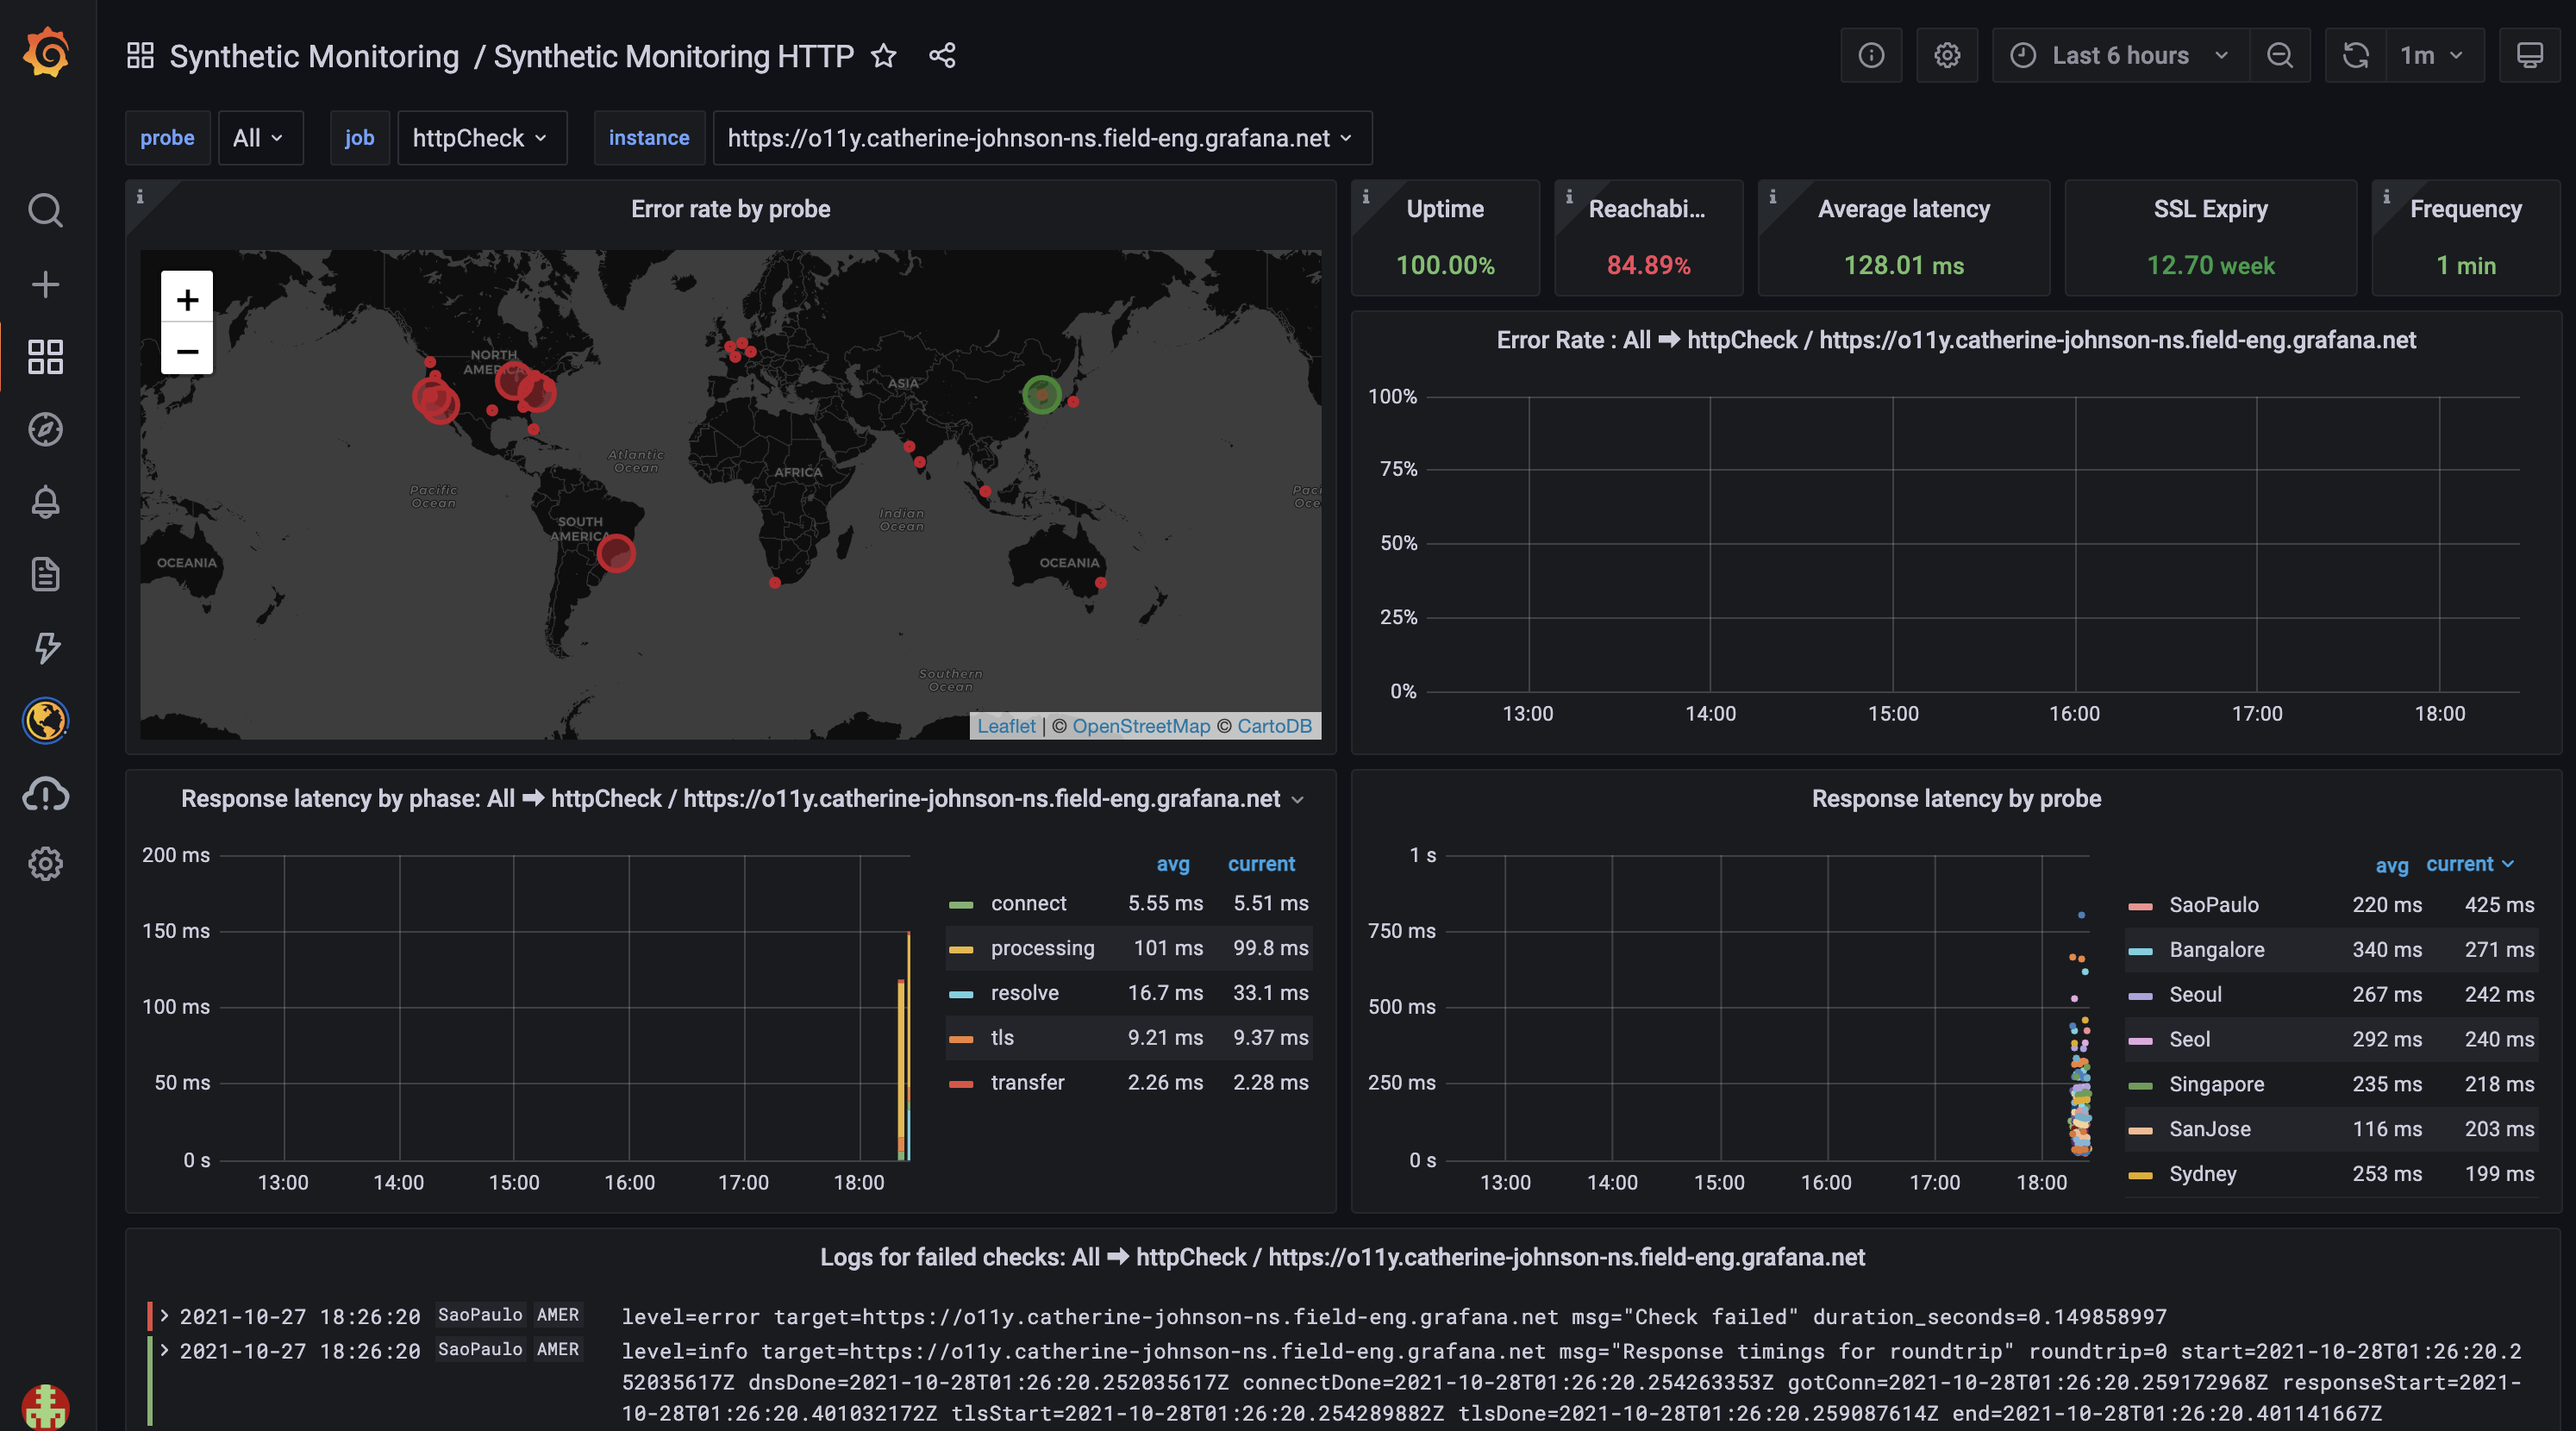 Synthetic Monitoring / Synthetic Monitoring HTTP
Last 6 hours
1m
probe All job httpCheck instance https://o11y.catherine-johnson-ns.field-eng.grafana.net
Error rate by probe
+
−
NORTH
AMERICA
ASIA
Atlantic
Ocean
AFRICA
Pacific
Ocean
Paci
Oce
Indian
Ocean
SOUTH
AMERICA
OCEANIA
OCEANIA
Southern
Ocean
Leaflet | © OpenStreetMap © CartoDB
Uptime
100.00%
Reachabi...
84.89%
Average latency
128.01 ms
SSL Expiry
12.70 week
Frequency
1 min
Error Rate : All ➡ httpCheck / https://o11y.catherine-johnson-ns.field-eng.grafana.net
100%
75%
50%
25%
0%
13:00 14:00 15:00 16:00 17:00 18:00
Response latency by phase: All ➡ httpCheck / https://o11y.catherine-johnson-ns.field-eng.grafana.net
200 ms
150 ms
100 ms
50 ms
0 s
13:00 14:00 15:00 16:00 17:00 18:00
avg current
connect 5.55 ms 5.51 ms
processing 101 ms 99.8 ms
resolve 16.7 ms 33.1 ms
tls 9.21 ms 9.37 ms
transfer 2.26 ms 2.28 ms
Response latency by probe
1 s
750 ms
500 ms
250 ms
0 s
13:00 14:00 15:00 16:00 17:00 18:00
avg current
SaoPaulo 220 ms 425 ms
Bangalore 340 ms 271 ms
Seoul 267 ms 242 ms
Seol 292 ms 240 ms
Singapore 235 ms 218 ms
SanJose 116 ms 203 ms
Sydney 253 ms 199 ms
Logs for failed checks: All ➡ httpCheck / https://o11y.catherine-johnson-ns.field-eng.grafana.net
2021-10-27 18:26:20 SaoPaulo AMER level=error target=https://o11y.catherine-johnson-ns.field-eng.grafana.net msg="Check failed" duration_seconds=0.149858997
2021-10-27 18:26:20 SaoPaulo AMER level=info target=https://o11y.catherine-johnson-ns.field-eng.grafana.net msg="Response timings for roundtrip" roundtrip=0 start=2021-10-28T01:26:20.2
52035617Z dnsDone=2021-10-28T01:26:20.252035617Z connectDone=2021-10-28T01:26:20.254263353Z gotConn=2021-10-28T01:26:20.259172968Z responseStart=2021-
10-28T01:26:20.401032172Z tlsStart=2021-10-28T01:26:20.254289882Z tlsDone=2021-10-28T01:26:20.259087614Z end=2021-10-28T01:26:20.401141667Z